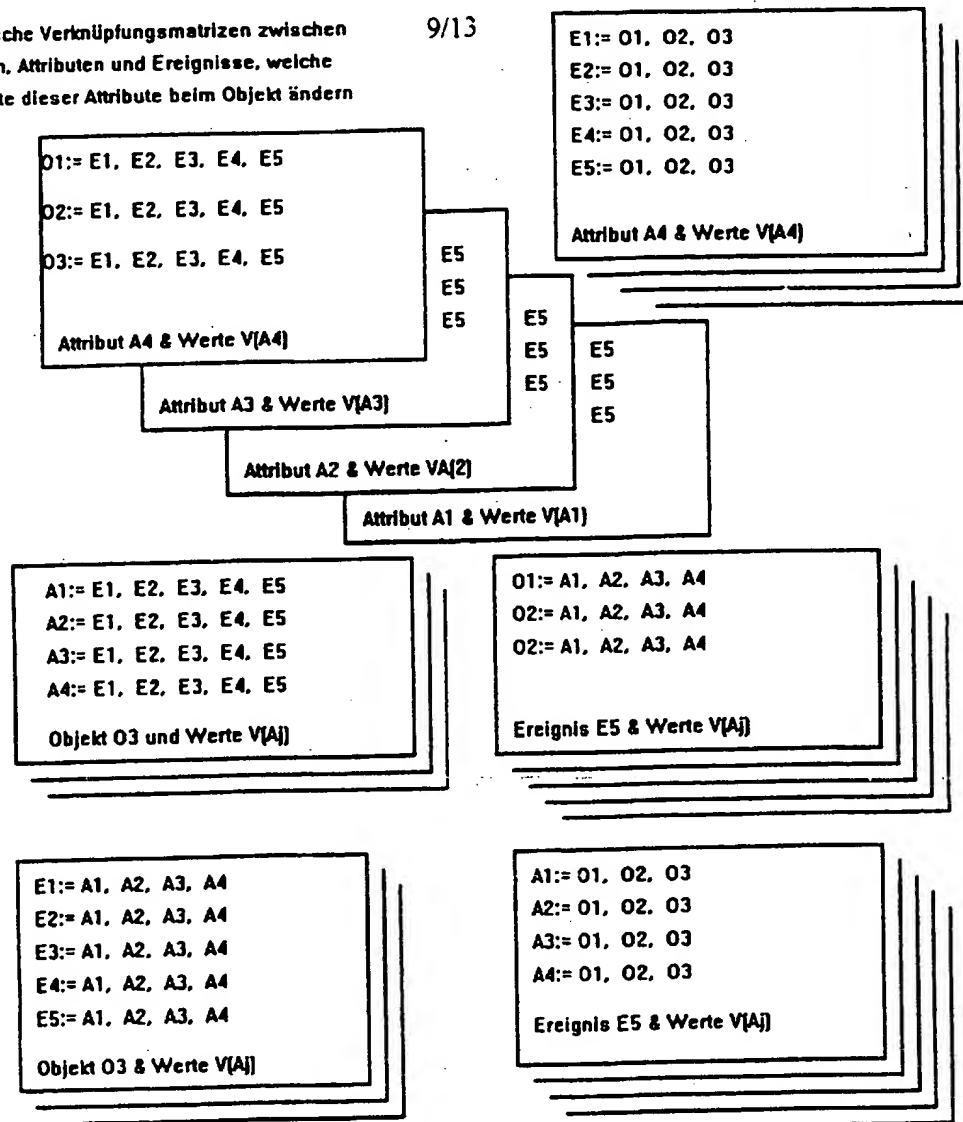 sche Verknüpfungsmatrizen zwischen
n, Attributen und Ereignisse, welche
te dieser Attribute beim Objekt ändern
9/13
E1:= O1, O2, O3
E2:= O1, O2, O3
E3:= O1, O2, O3
E4:= O1, O2, O3
E5:= O1, O2, O3
Attribut A4 & Werte V(A4)
O1:= E1, E2, E3, E4, E5
O2:= E1, E2, E3, E4, E5
O3:= E1, E2, E3, E4, E5
Attribut A4 & Werte V(A4)
E5
E5
E5
Attribut A3 & Werte V(A3)
E5
E5
E5
Attribut A2 & Werte VA(2)
E5
E5
E5
Attribut A1 & Werte V(A1)
A1:= E1, E2, E3, E4, E5
A2:= E1, E2, E3, E4, E5
A3:= E1, E2, E3, E4, E5
A4:= E1, E2, E3, E4, E5
Objekt O3 und Werte V(Aj)
O1:= A1, A2, A3, A4
O2:= A1, A2, A3, A4
O2:= A1, A2, A3, A4
Ereignis E5 & Werte V(Aj)
E1:= A1, A2, A3, A4
E2:= A1, A2, A3, A4
E3:= A1, A2, A3, A4
E4:= A1, A2, A3, A4
E5:= A1, A2, A3, A4
Objekt O3 & Werte V(Aj)
A1:= O1, O2, O3
A2:= O1, O2, O3
A3:= O1, O2, O3
A4:= O1, O2, O3
Ereignis E5 & Werte V(Aj)